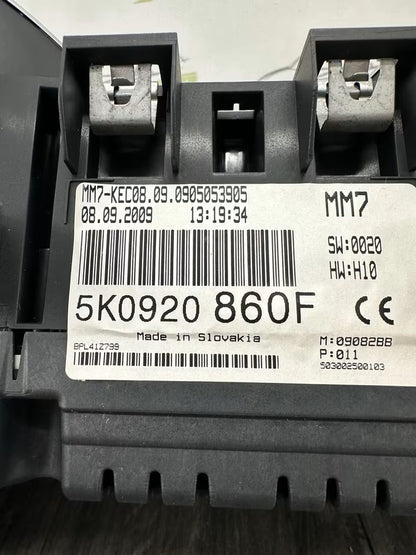 MM7-KEC08.09.0905053905
08.09.2009 13:19:34
MM7
SW:0020
HW:H10
5K0920 860F CE
Made in Slovakia
BPL41Z799
M:09082BB
P:011
503002500103